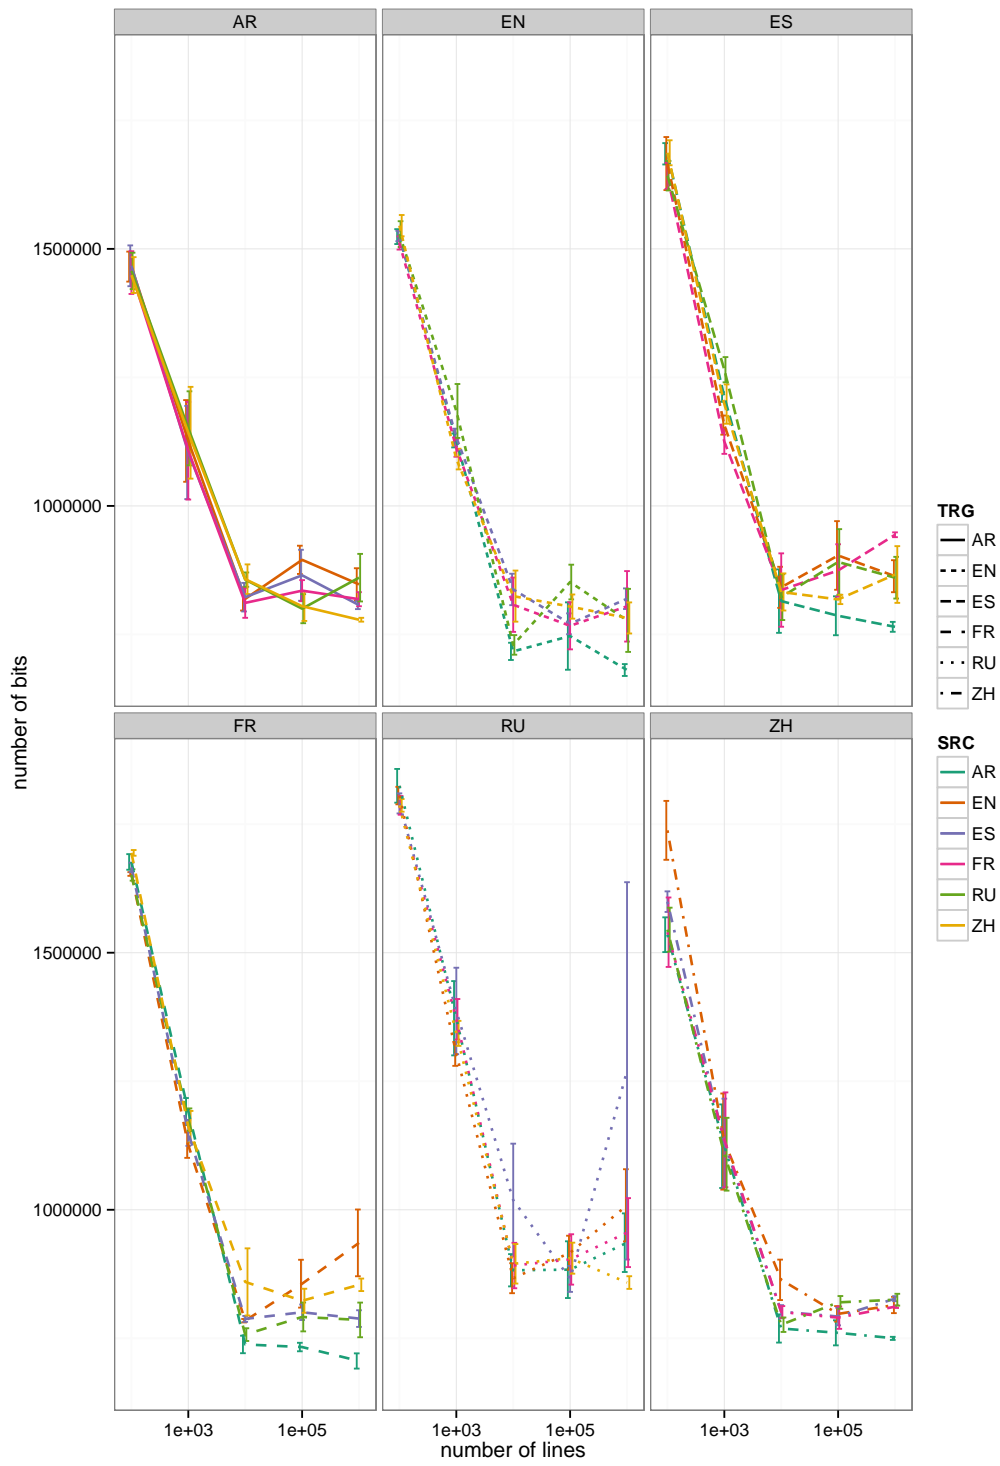 AR EN ES
1500000
1000000
FR RU ZH
1500000
1000000
1e+03 1e+05 1e+03 1e+05 1e+03 1e+05
number of lines
number of bits
TRG
AR
EN
ES
FR
RU
ZH
SRC
AR
EN
ES
FR
RU
ZH